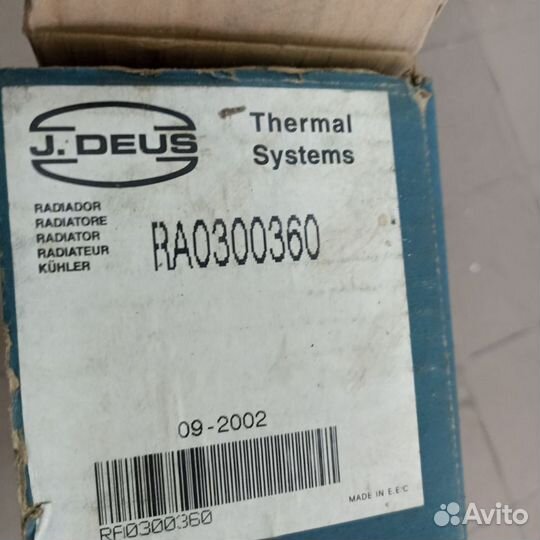 J. DEUS
Thermal
Systems
RADIADOR
RADIATORE
RADIATOR
RADIATEUR
KÜHLER
RA0300360
09-2002
RA0300360
MADE IN E.E.C
Avito